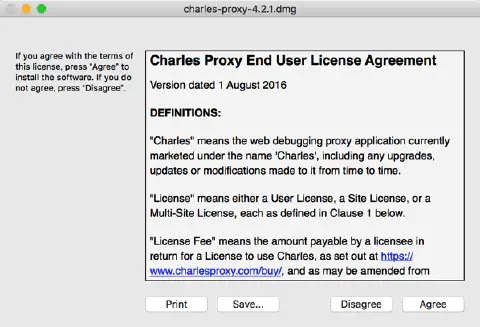 charles-proxy-4.2.1.dmg
If you agree with the terms of
this license, press "Agree" to
install the software. If you do
not agree, press "Disagree".
Charles Proxy End User License Agreement
Version dated 1 August 2016
DEFINITIONS:
"Charles" means the web debugging proxy application currently
marketed under the name 'Charles', including any upgrades,
updates or modifications made to it from time to time.
"License" means either a User License, a Site License, or a
Multi-Site License, each as defined in Clause 1 below.
"License Fee" means the amount payable by a licensee in
return for a License to use Charles, as set out at https://
www.charlesproxy.com/buy/, and as may be amended from
Print Save... Disagree Agree